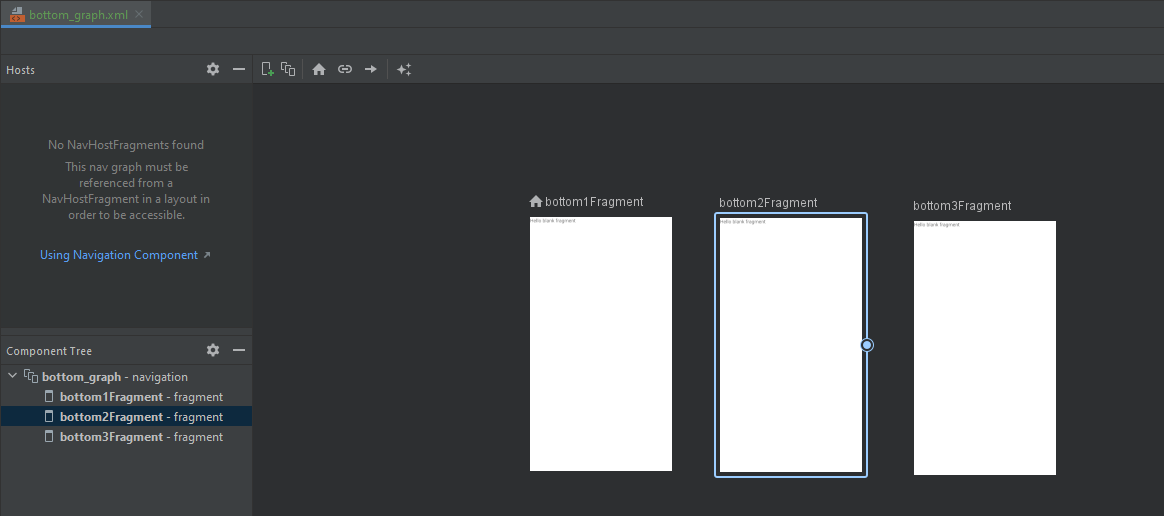 bottom_graph.xml
Hosts
No NavHostFragments found
This nav graph must be
referenced from a
NavHostFragment in a layout in
order to be accessible.
Using Navigation Component
Component Tree
bottom_graph - navigation
bottom1Fragment - fragment
bottom2Fragment - fragment
bottom3Fragment - fragment
bottom1Fragment
Hello blank fragment
bottom2Fragment
Hello blank fragment
bottom3Fragment
Hello blank fragment